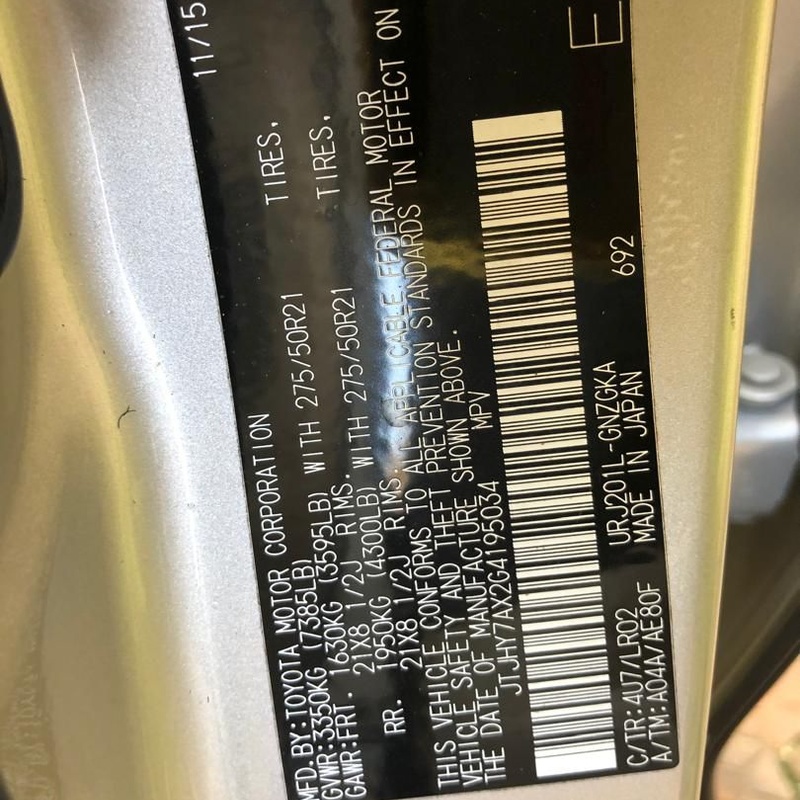 MFD.BY:TOYOTA MOTOR CORPORATION 11/15
GVWR:3350KG (7385LB)
GAWR:FRT. 1630KG (3595LB) WITH 275/50R21 TIRES,
21X8 1/2J RIMS.
RR. 1950KG (4300LB) WITH 275/50R21 TIRES,
21X8 1/2J RIMS.
THIS VEHICLE CONFORMS TO ALL APPLICABLE FEDERAL MOTOR
VEHICLE SAFETY AND THEFT PREVENTION STANDARDS IN EFFECT ON
THE DATE OF MANUFACTURE SHOWN ABOVE.
JTJHY7AX2G4195034 MPV
C/TR:4U7/LR02 URJ201L-GNZGKA 692 E
A/TM:A04A/AE80F MADE IN JAPAN